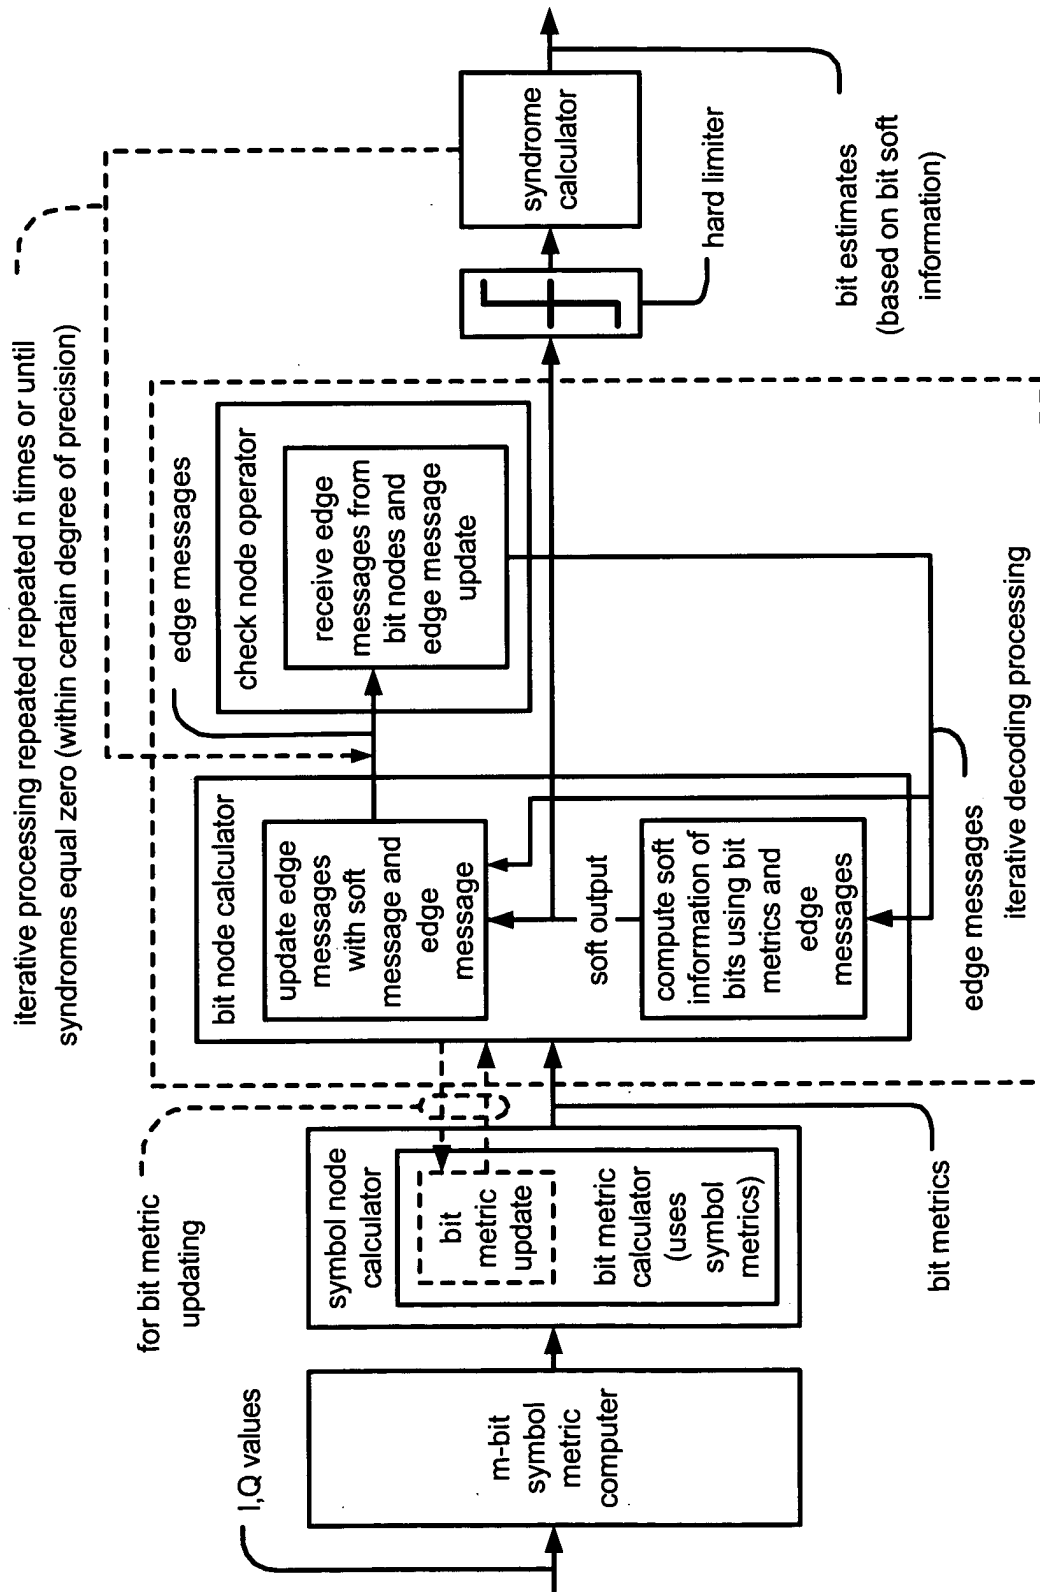 iterative processing repeated repeated n times or until
syndromes equal zero (within certain degree of precision)
for bit metric
updating
I,Q values
m-bit
symbol
metric
computer
symbol node
calculator
bit
metric
update
bit metric
calculator
(uses
symbol
metrics)
bit metrics
bit node calculator
update edge
messages
with soft
message and
edge
message
soft output
compute soft
information of
bits using bit
metrics and
edge
messages
edge messages
check node operator
receive edge
messages from
bit nodes and
edge message
update
edge messages
iterative decoding processing
hard limiter
syndrome
calculator
bit estimates
(based on bit soft
information)